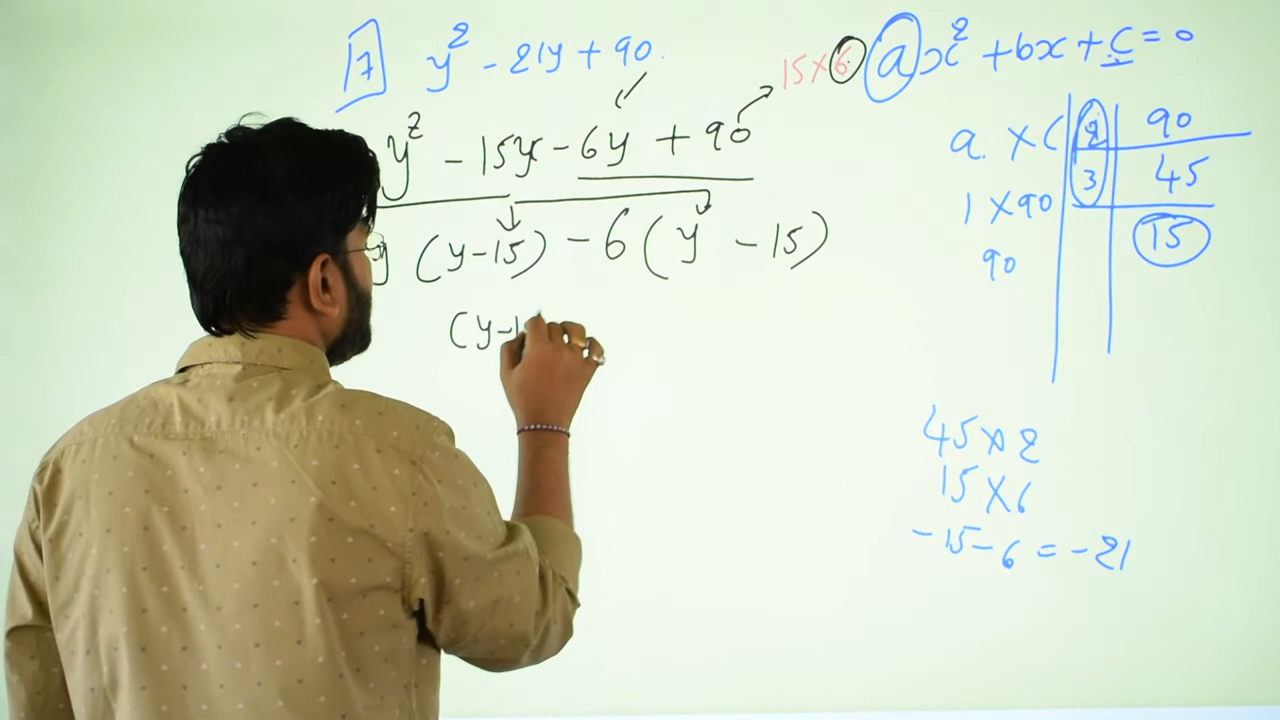 7 y² - 21y + 90
15 × 6
ax² + bx + c = 0
y² - 15y - 6y + 90
y (y - 15) - 6 (y - 15)
(y - 1
a × c
1 × 90
90
2 90
3 45
15
45 × 2
15 × 6
-15 - 6 = -21